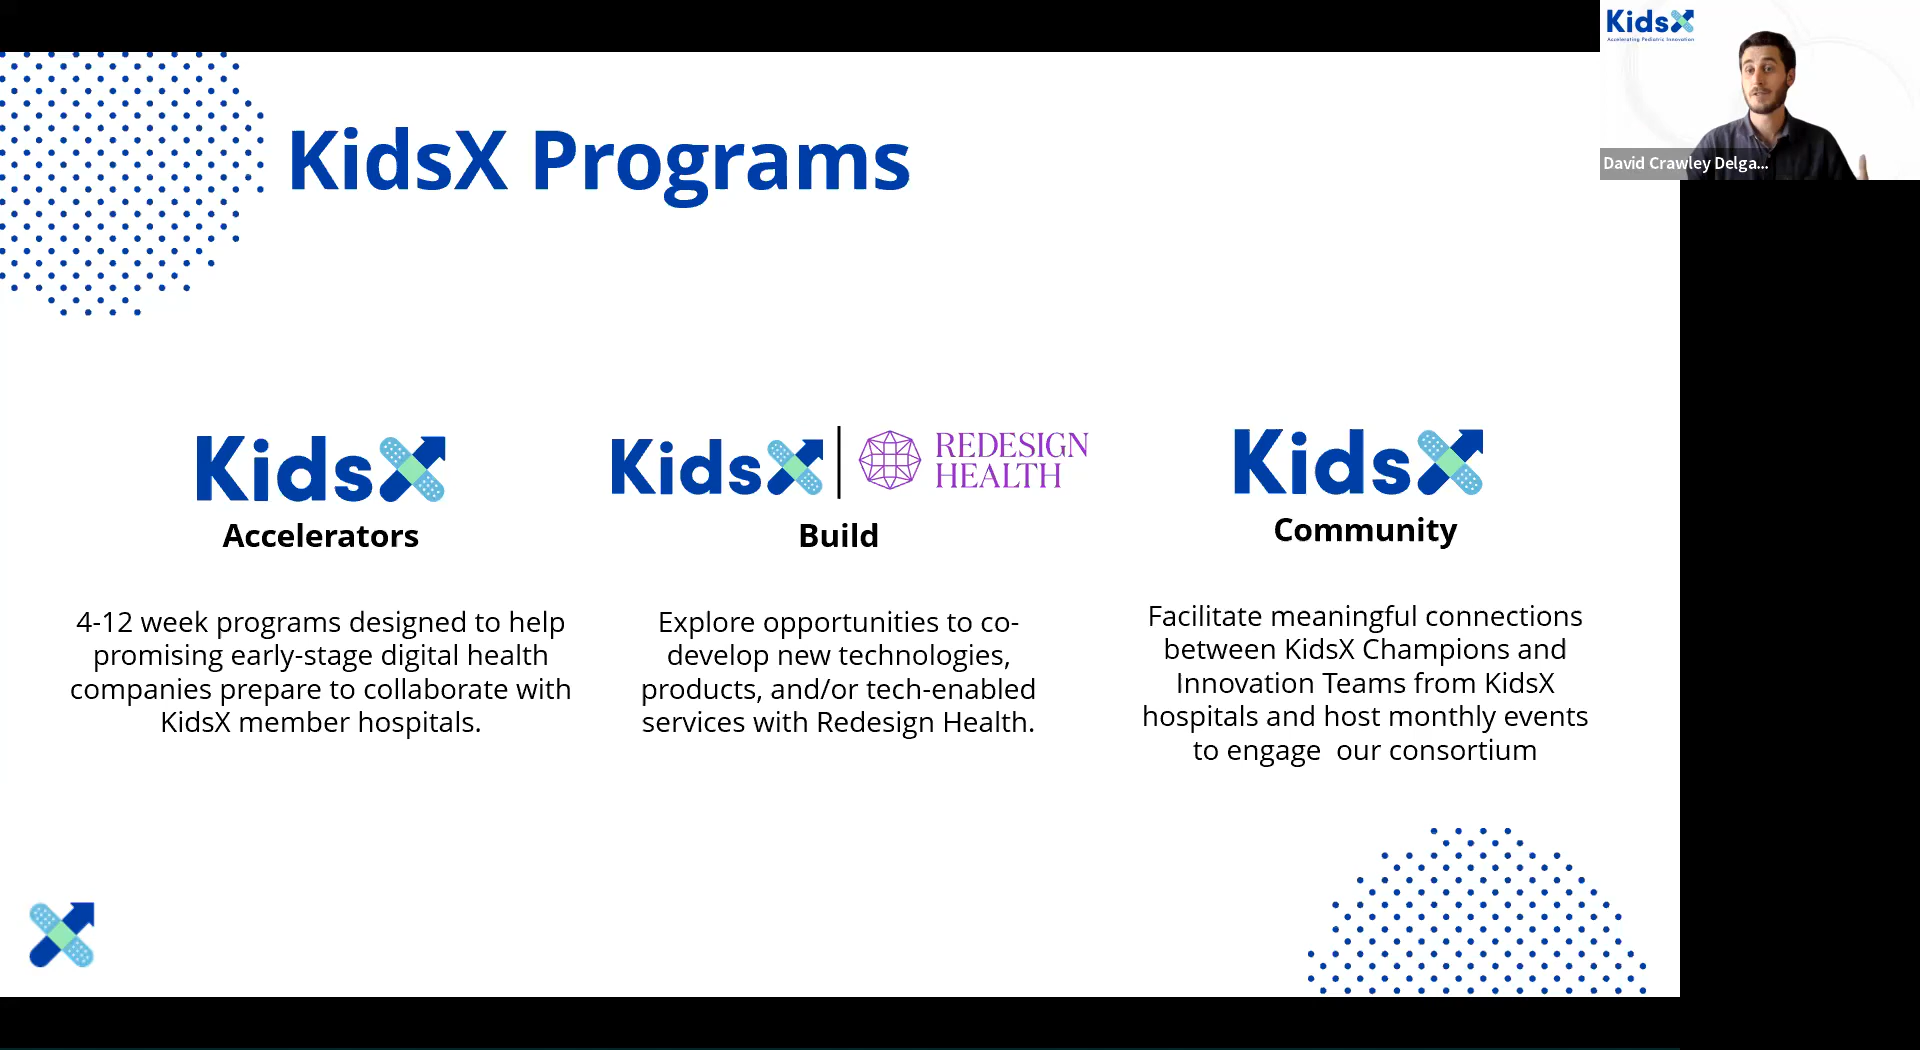 KidsX
Accelerating Pediatric Innovation
David Crawley Delga...
KidsX Programs
KidsX
Accelerators
4-12 week programs designed to help
promising early-stage digital health
companies prepare to collaborate with
KidsX member hospitals.
KidsX
REDESIGN
HEALTH
Build
Explore opportunities to co-
develop new technologies,
products, and/or tech-enabled
services with Redesign Health.
KidsX
Community
Facilitate meaningful connections
between KidsX Champions and
Innovation Teams from KidsX
hospitals and host monthly events
to engage  our consortium